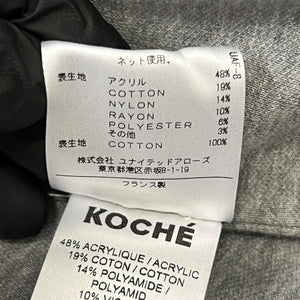 ネット使用。
UAF-8
表生地 アクリル 48%
COTTON 19%
NYLON 14%
RAYON 10%
POLYESTER 6%
その他 3%
表生地 COTTON 100%
株式会社 ユナイテッドアローズ
東京都港区赤坂8-1-19
フランス製
KOCHÉ
48% ACRYLIQUE / ACRYLIC
19% COTON / COTTON
14% POLYAMIDE /
POLYAMID